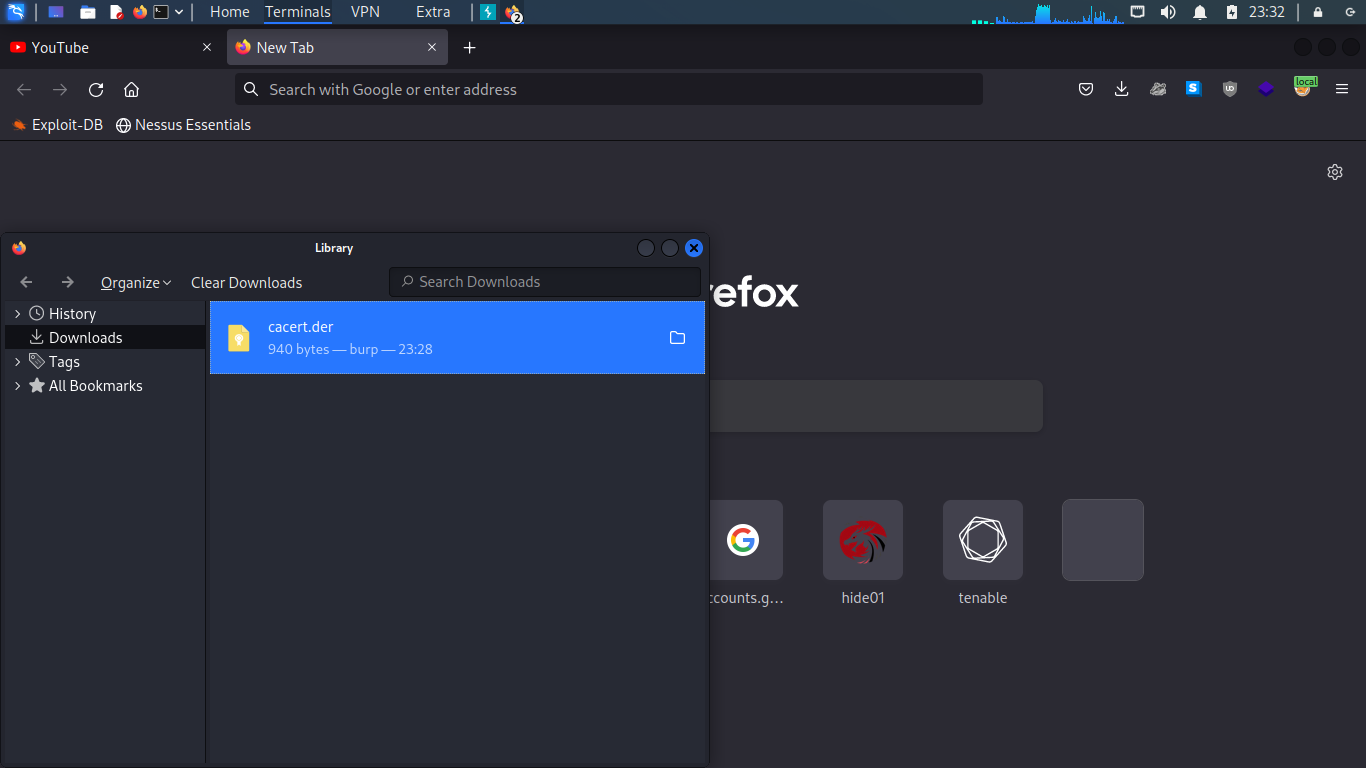 Home Terminals VPN Extra 2 23:32
YouTube New Tab
Search with Google or enter address
S UD local
Exploit-DB Nessus Essentials
Library
Organize Clear Downloads Search Downloads
History
Downloads
Tags
All Bookmarks
cacert.der
940 bytes — burp — 23:28
refox
ccounts.g... hide01 tenable